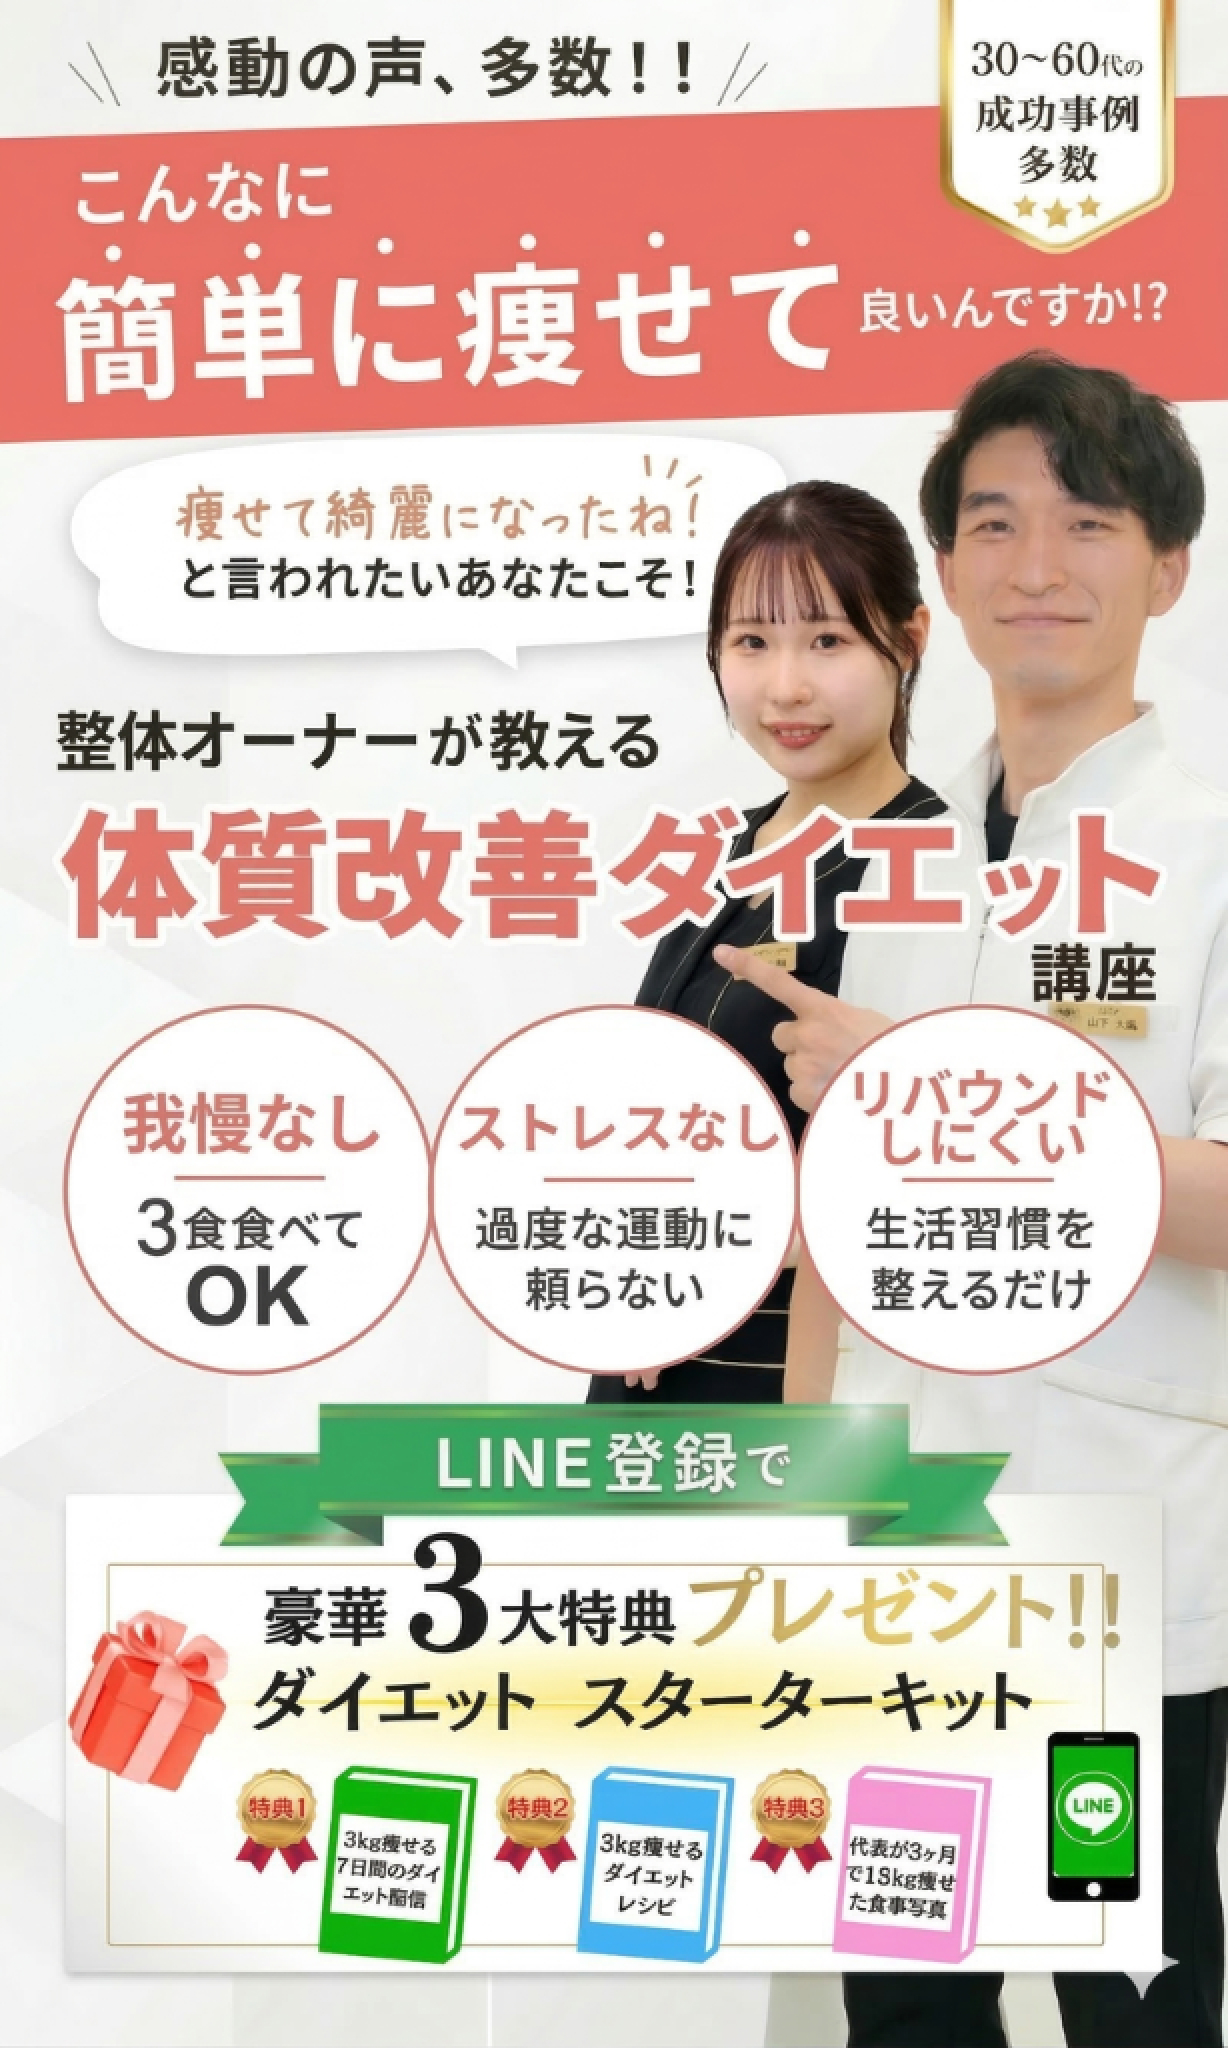 感動の声、多数！！
30～60代の
成功事例
多数
こんなに
簡単に痩せて良いんですか!?
痩せて綺麗になったね！
と言われたいあなたこそ！
整体オーナーが教える
体質改善ダイエット
講座
山下
我慢なし
3食食べて
OK
ストレスなし
過度な運動に
頼らない
リバウンド
しにくい
生活習慣を
整えるだけ
LINE登録で
豪華3大特典プレゼント!!
ダイエット スターターキット
特典1
3kg痩せる
7日間のダイ
エット配信
特典2
3kg痩せる
ダイエット
レシピ
特典3
代表が3ヶ月
で18kg痩せ
た食事写真
LINE